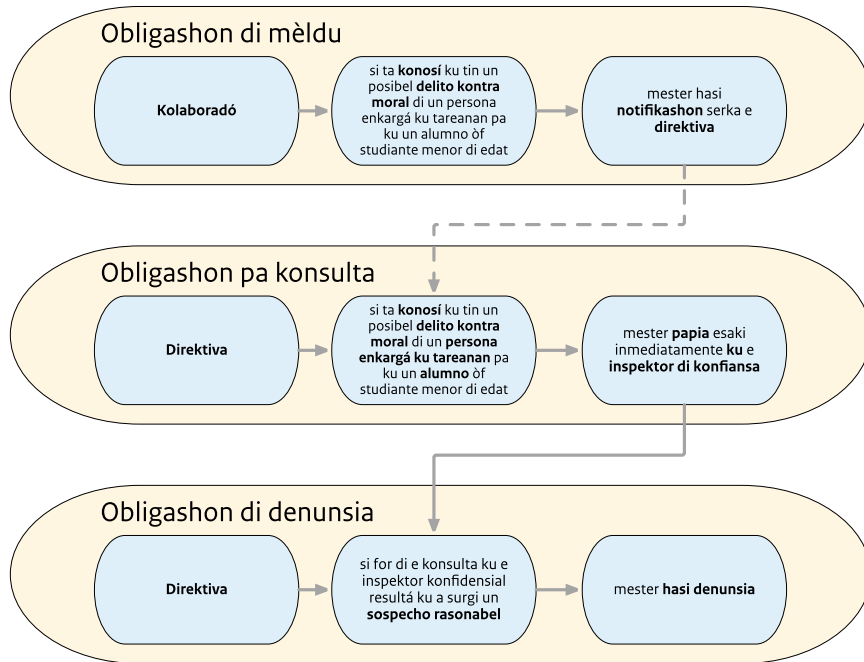 Obligashon di mèldu
Kolaboradó
si ta konosí ku tin un
posibel delito kontra
moral di un persona
enkargá ku tareanan pa
ku un alumno òf
studiante menor di edat
mester hasi
notifikashon serka e
direktiva
Obligashon pa konsulta
Direktiva
si ta konosí ku tin un
posibel delito kontra
moral di un persona
enkargá ku tareanan pa
ku un alumno òf
studiante menor di edat
mester papia esaki
inmediatamente ku e
inspektor di konfiansa
Obligashon di denunsia
Direktiva
si for di e konsulta ku e
inspektor konfidensial
resultá ku a surgi un
sospecho rasonabel
mester hasi denunsia